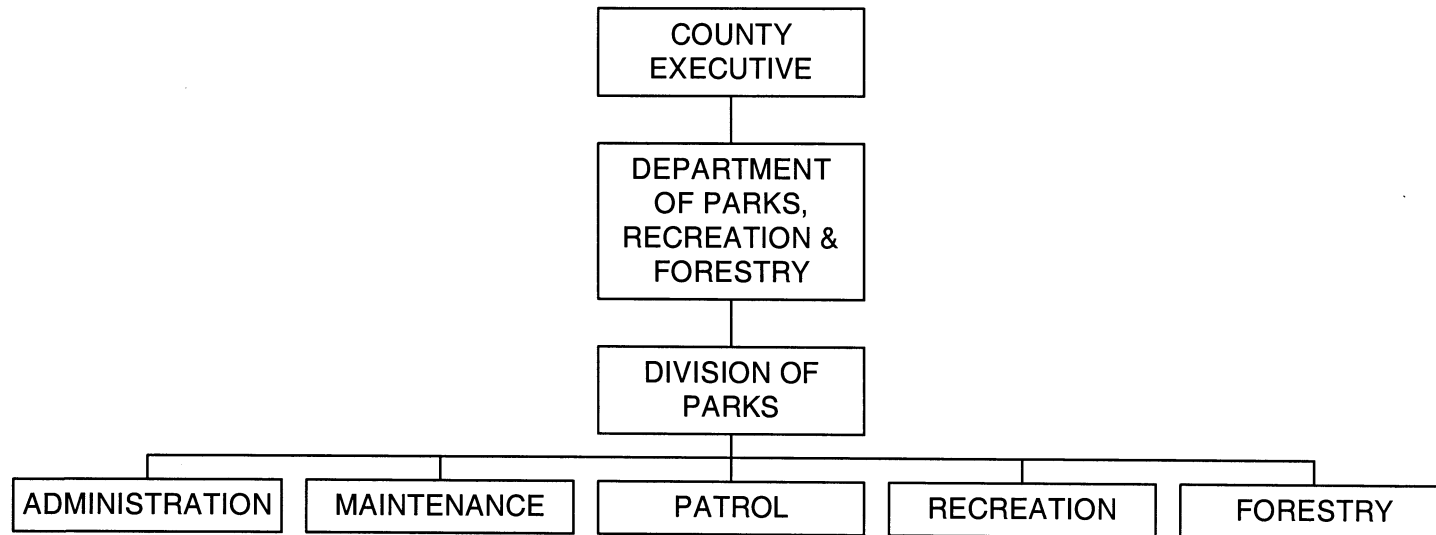 COUNTY
EXECUTIVE
DEPARTMENT
OF PARKS,
RECREATION &
FORESTRY
DIVISION OF
PARKS
ADMINISTRATION
MAINTENANCE
PATROL
RECREATION
FORESTRY